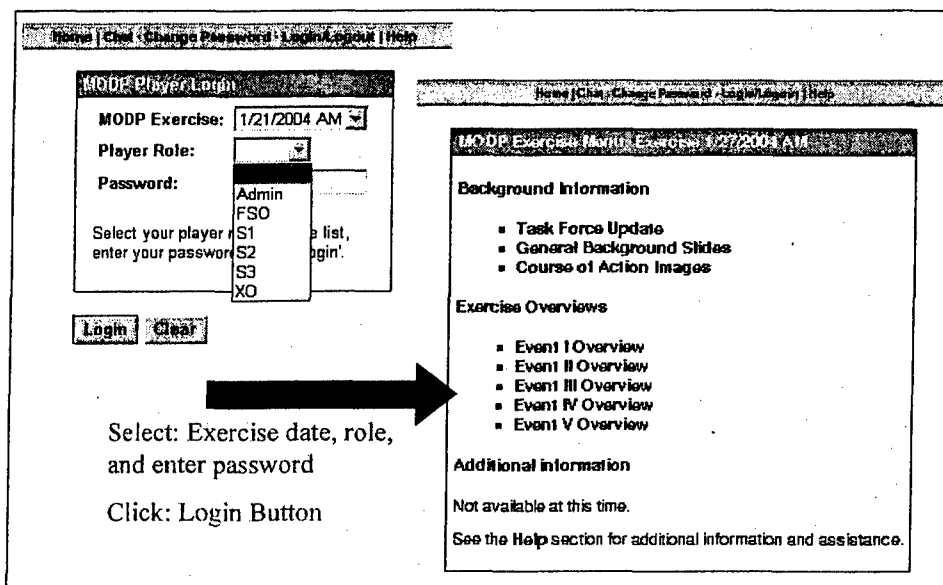 Home | Chat - Change Password - Login/Logout | Help
MODP Player Login
MODP Exercise: 1/21/2004 AM
Player Role:
Password:
Admin
FSO
S1
S2
S3
XO
Select your player r e list,
enter your passwor ogin'.
Login Clear
Select: Exercise date, role,
and enter password
Click: Login Button
Home | Chat - Change Password - Login/Logout | Help
MODP Exercise Menu: Exercise 1/27/2004 AM
Background Information
Task Force Update
General Background Slides
Course of Action Images
Exercise Overviews
Event I Overview
Event II Overview
Event III Overview
Event IV Overview
Event V Overview
Additional information
Not available at this time.
See the Help section for additional information and assistance.